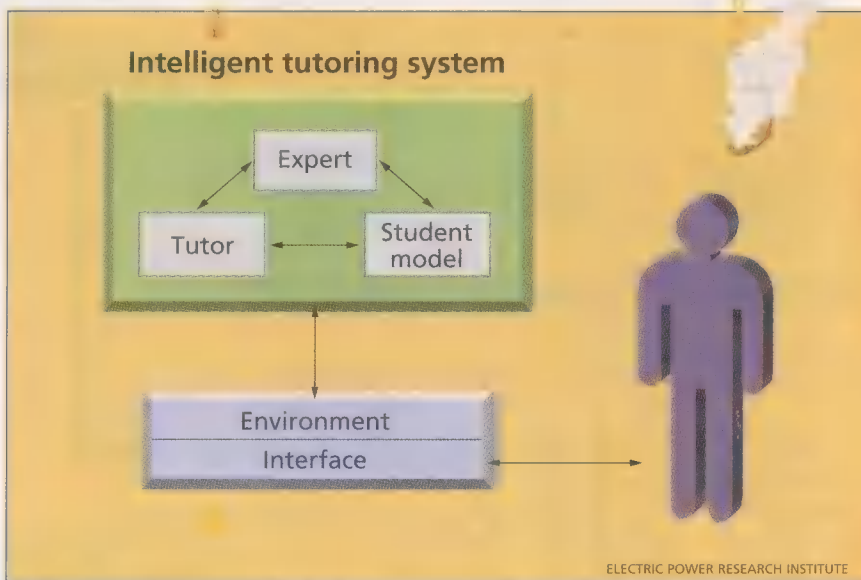 Intelligent tutoring system
Expert
Tutor
Student
model
Environment
Interface
ELECTRIC POWER RESEARCH INSTITUTE